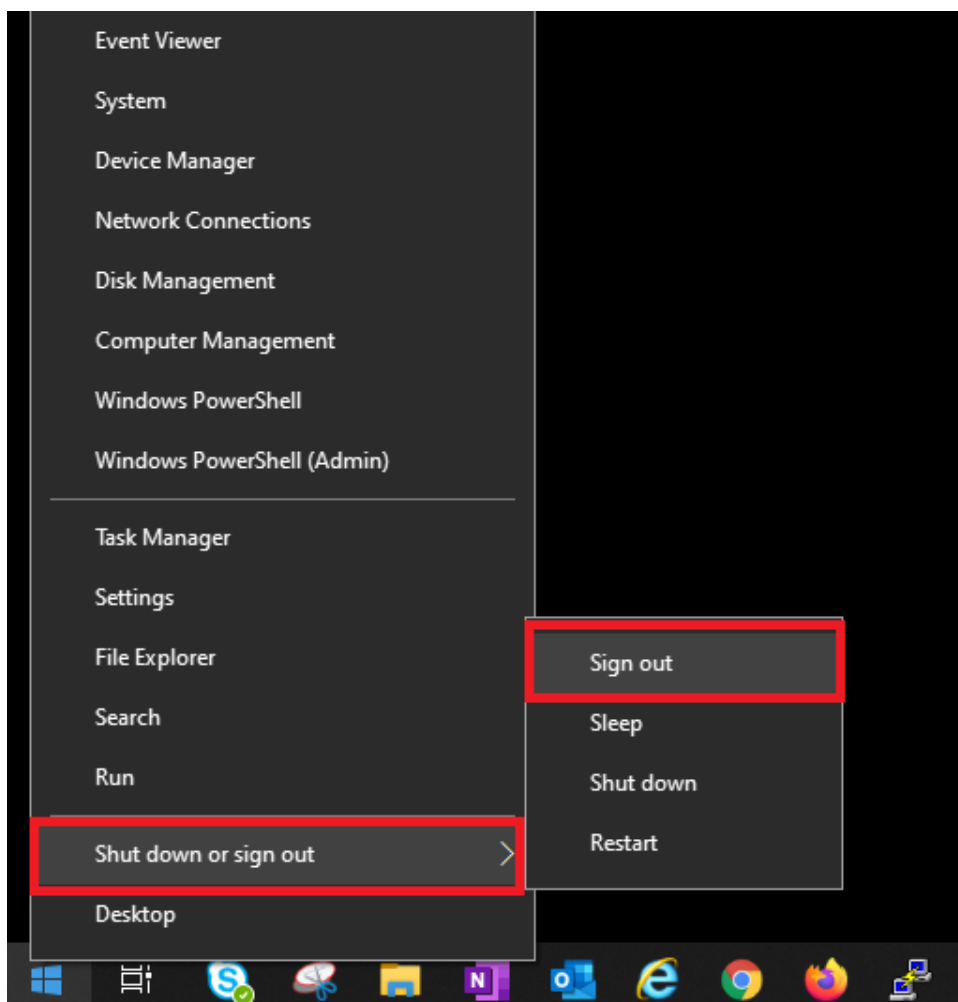 Event Viewer
System
Device Manager
Network Connections
Disk Management
Computer Management
Windows PowerShell
Windows PowerShell (Admin)
Task Manager
Settings
File Explorer
Search
Run
Shut down or sign out
Desktop
Sign out
Sleep
Shut down
Restart
S
N
o